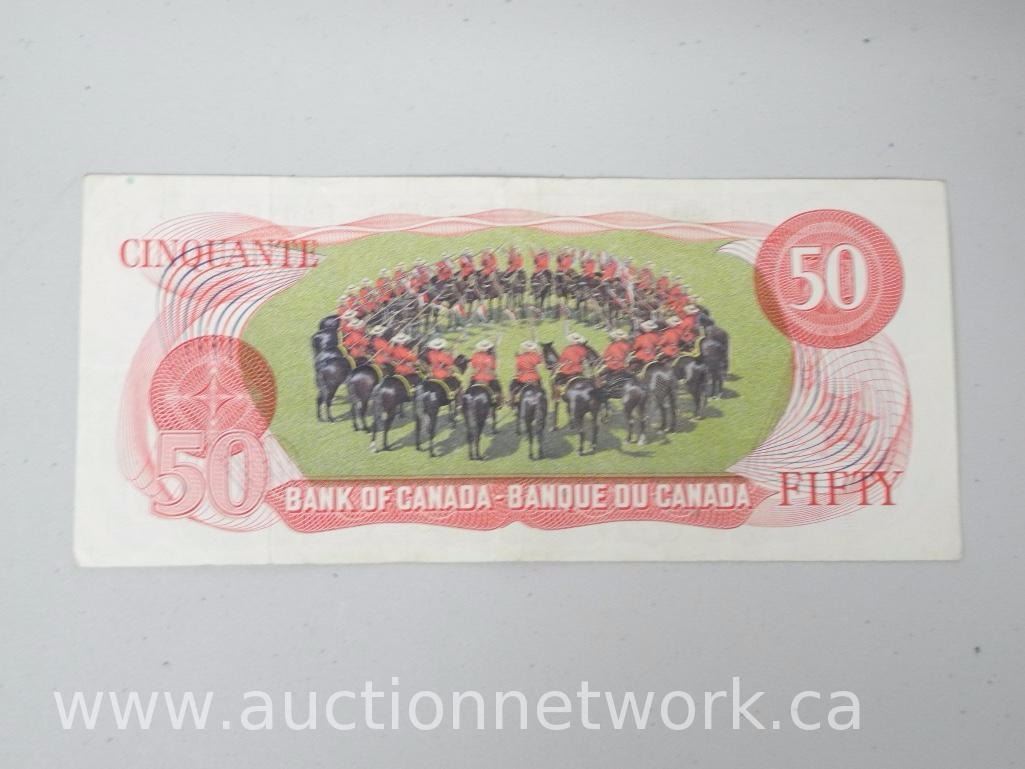 CINQUANTE
50
50
BANK OF CANADA - BANQUE DU CANADA
FIFTY
www.auctionnetwork.ca